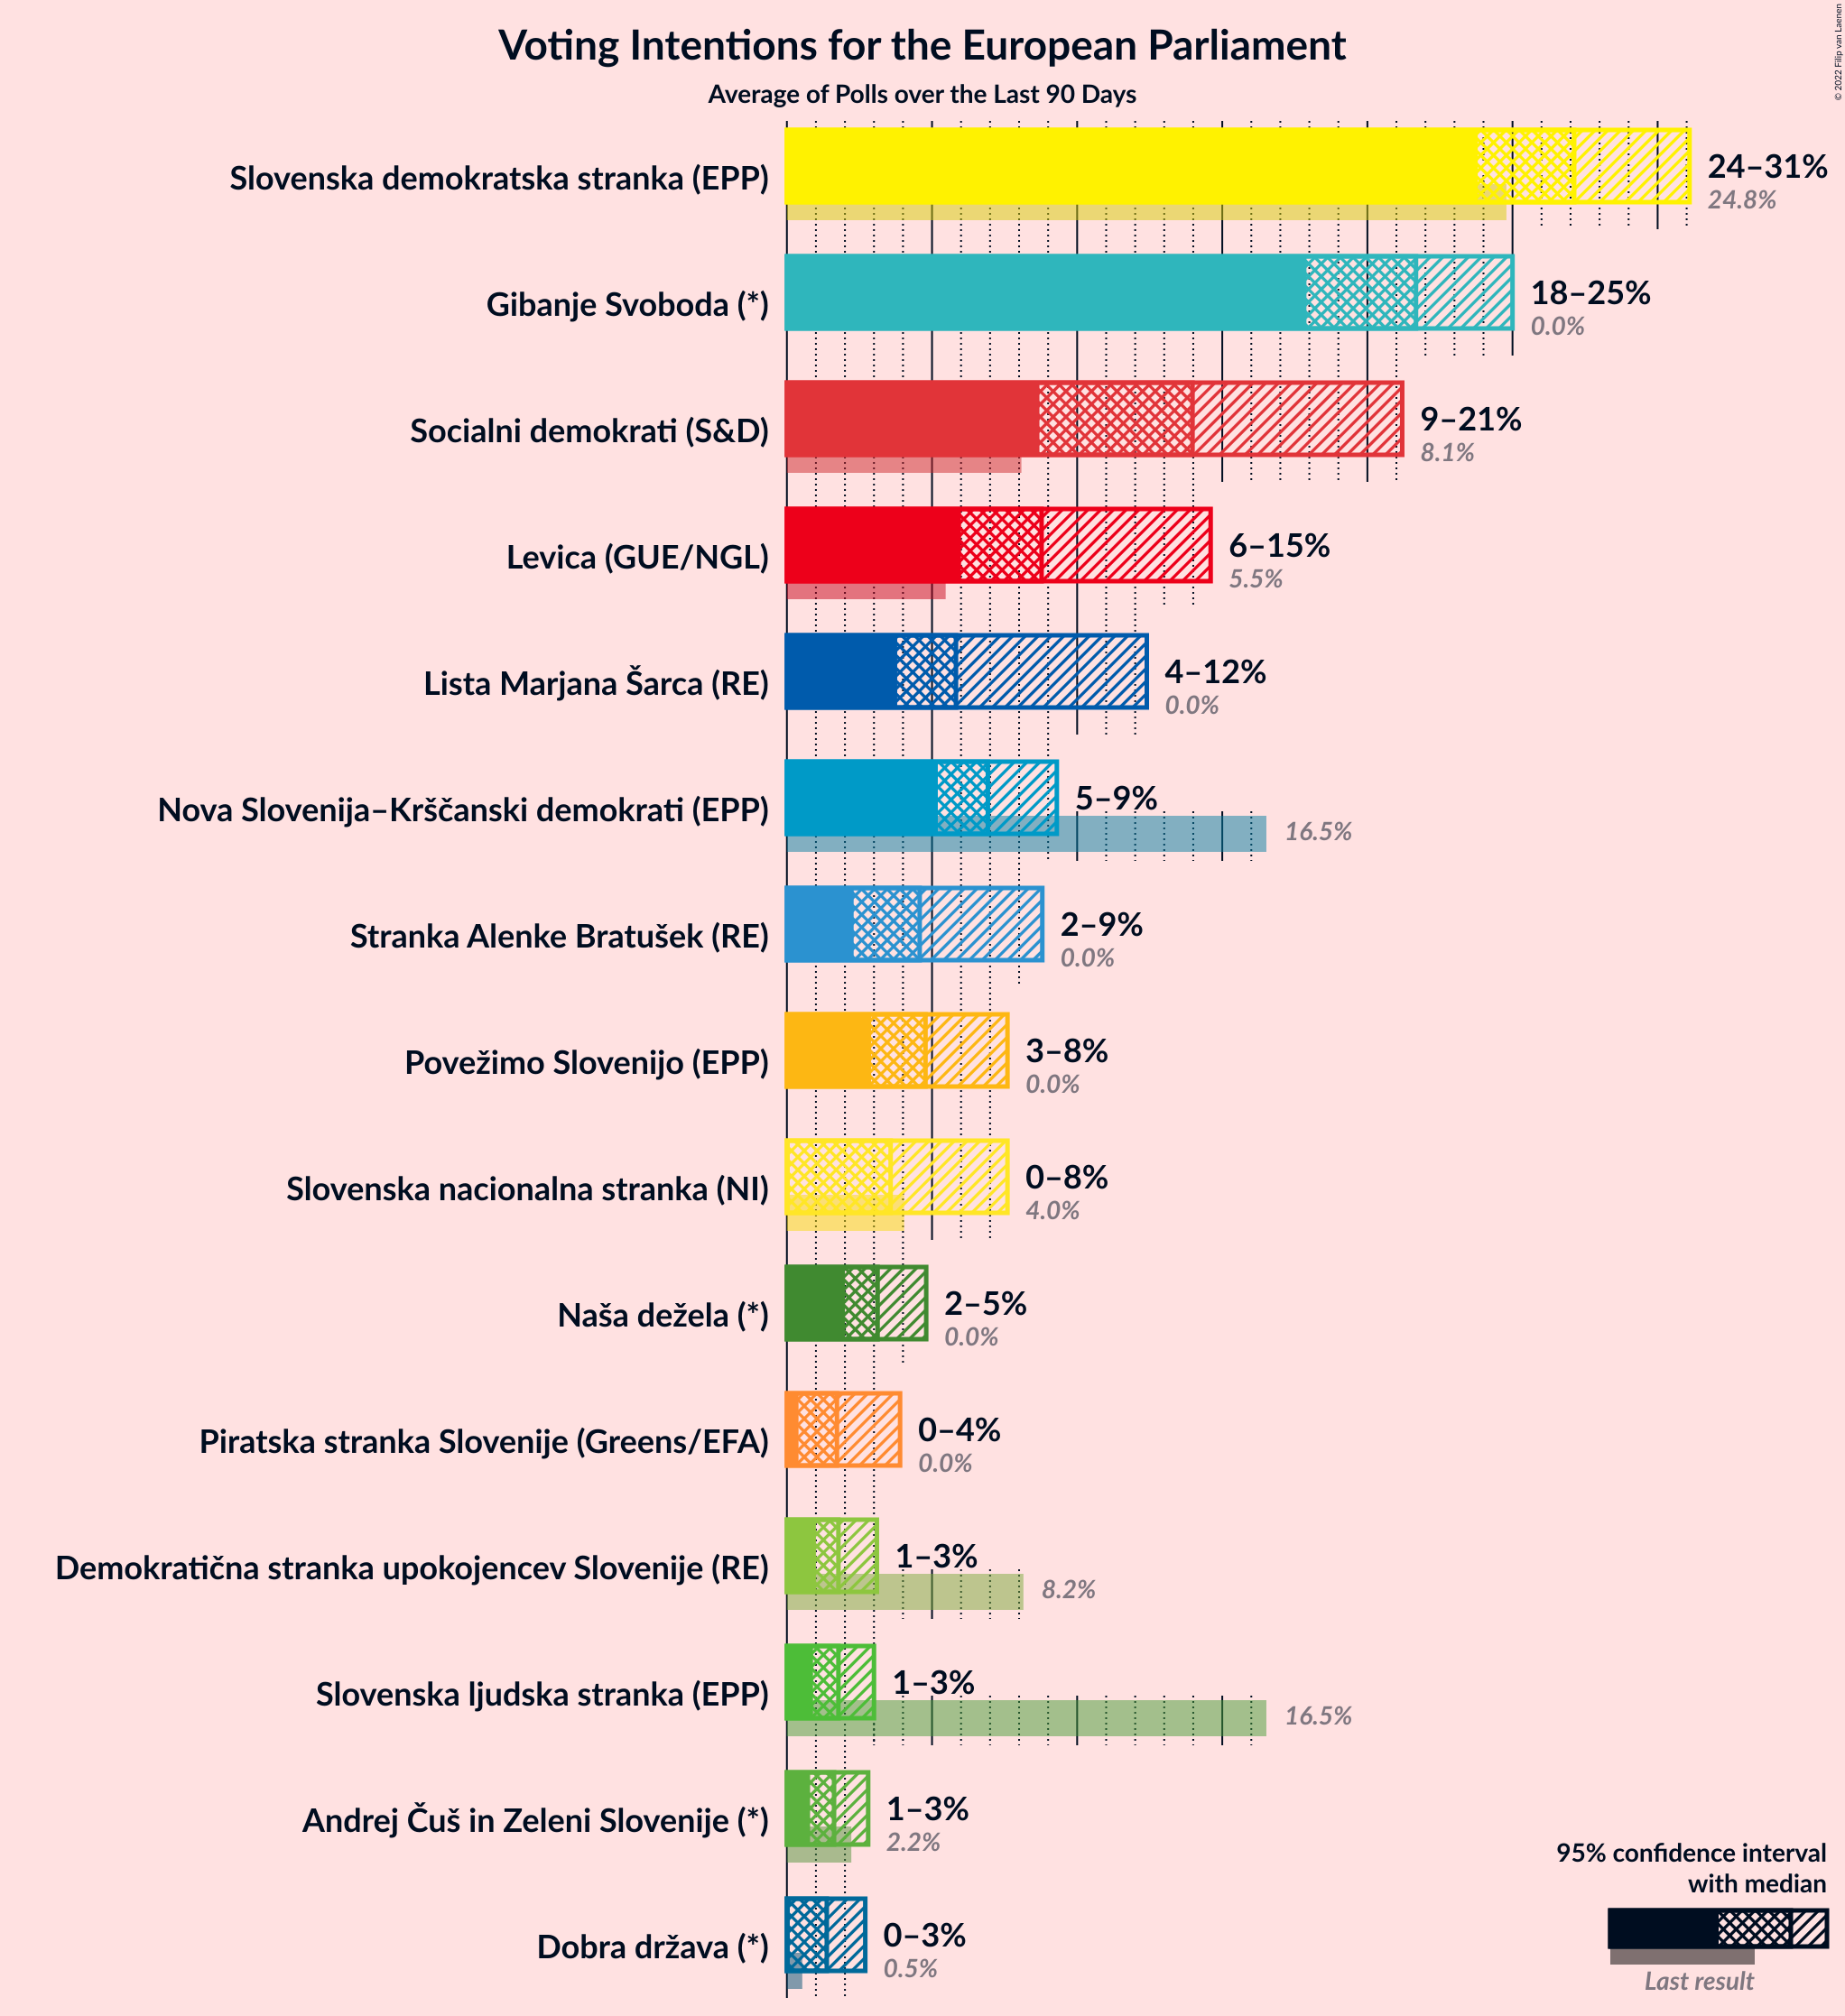 Voting Intentions for the European Parliament
Average of Polls over the Last 90 Days
© 2022 Filip van Laenen
Slovenska demokratska stranka (EPP)
24–31%
24.8%
Gibanje Svoboda (*)
18–25%
0.0%
Socialni demokrati (S&D)
9–21%
8.1%
Levica (GUE/NGL)
6–15%
5.5%
Lista Marjana Šarca (RE)
4–12%
0.0%
Nova Slovenija–Krščanski demokrati (EPP)
5–9%
16.5%
Stranka Alenke Bratušek (RE)
2–9%
0.0%
Povežimo Slovenijo (EPP)
3–8%
0.0%
Slovenska nacionalna stranka (NI)
0–8%
4.0%
Naša dežela (*)
2–5%
0.0%
Piratska stranka Slovenije (Greens/EFA)
0–4%
0.0%
Demokratična stranka upokojencev Slovenije (RE)
1–3%
8.2%
Slovenska ljudska stranka (EPP)
1–3%
16.5%
Andrej Čuš in Zeleni Slovenije (*)
1–3%
2.2%
Dobra država (*)
0–3%
0.5%
95% confidence interval
with median
Last result